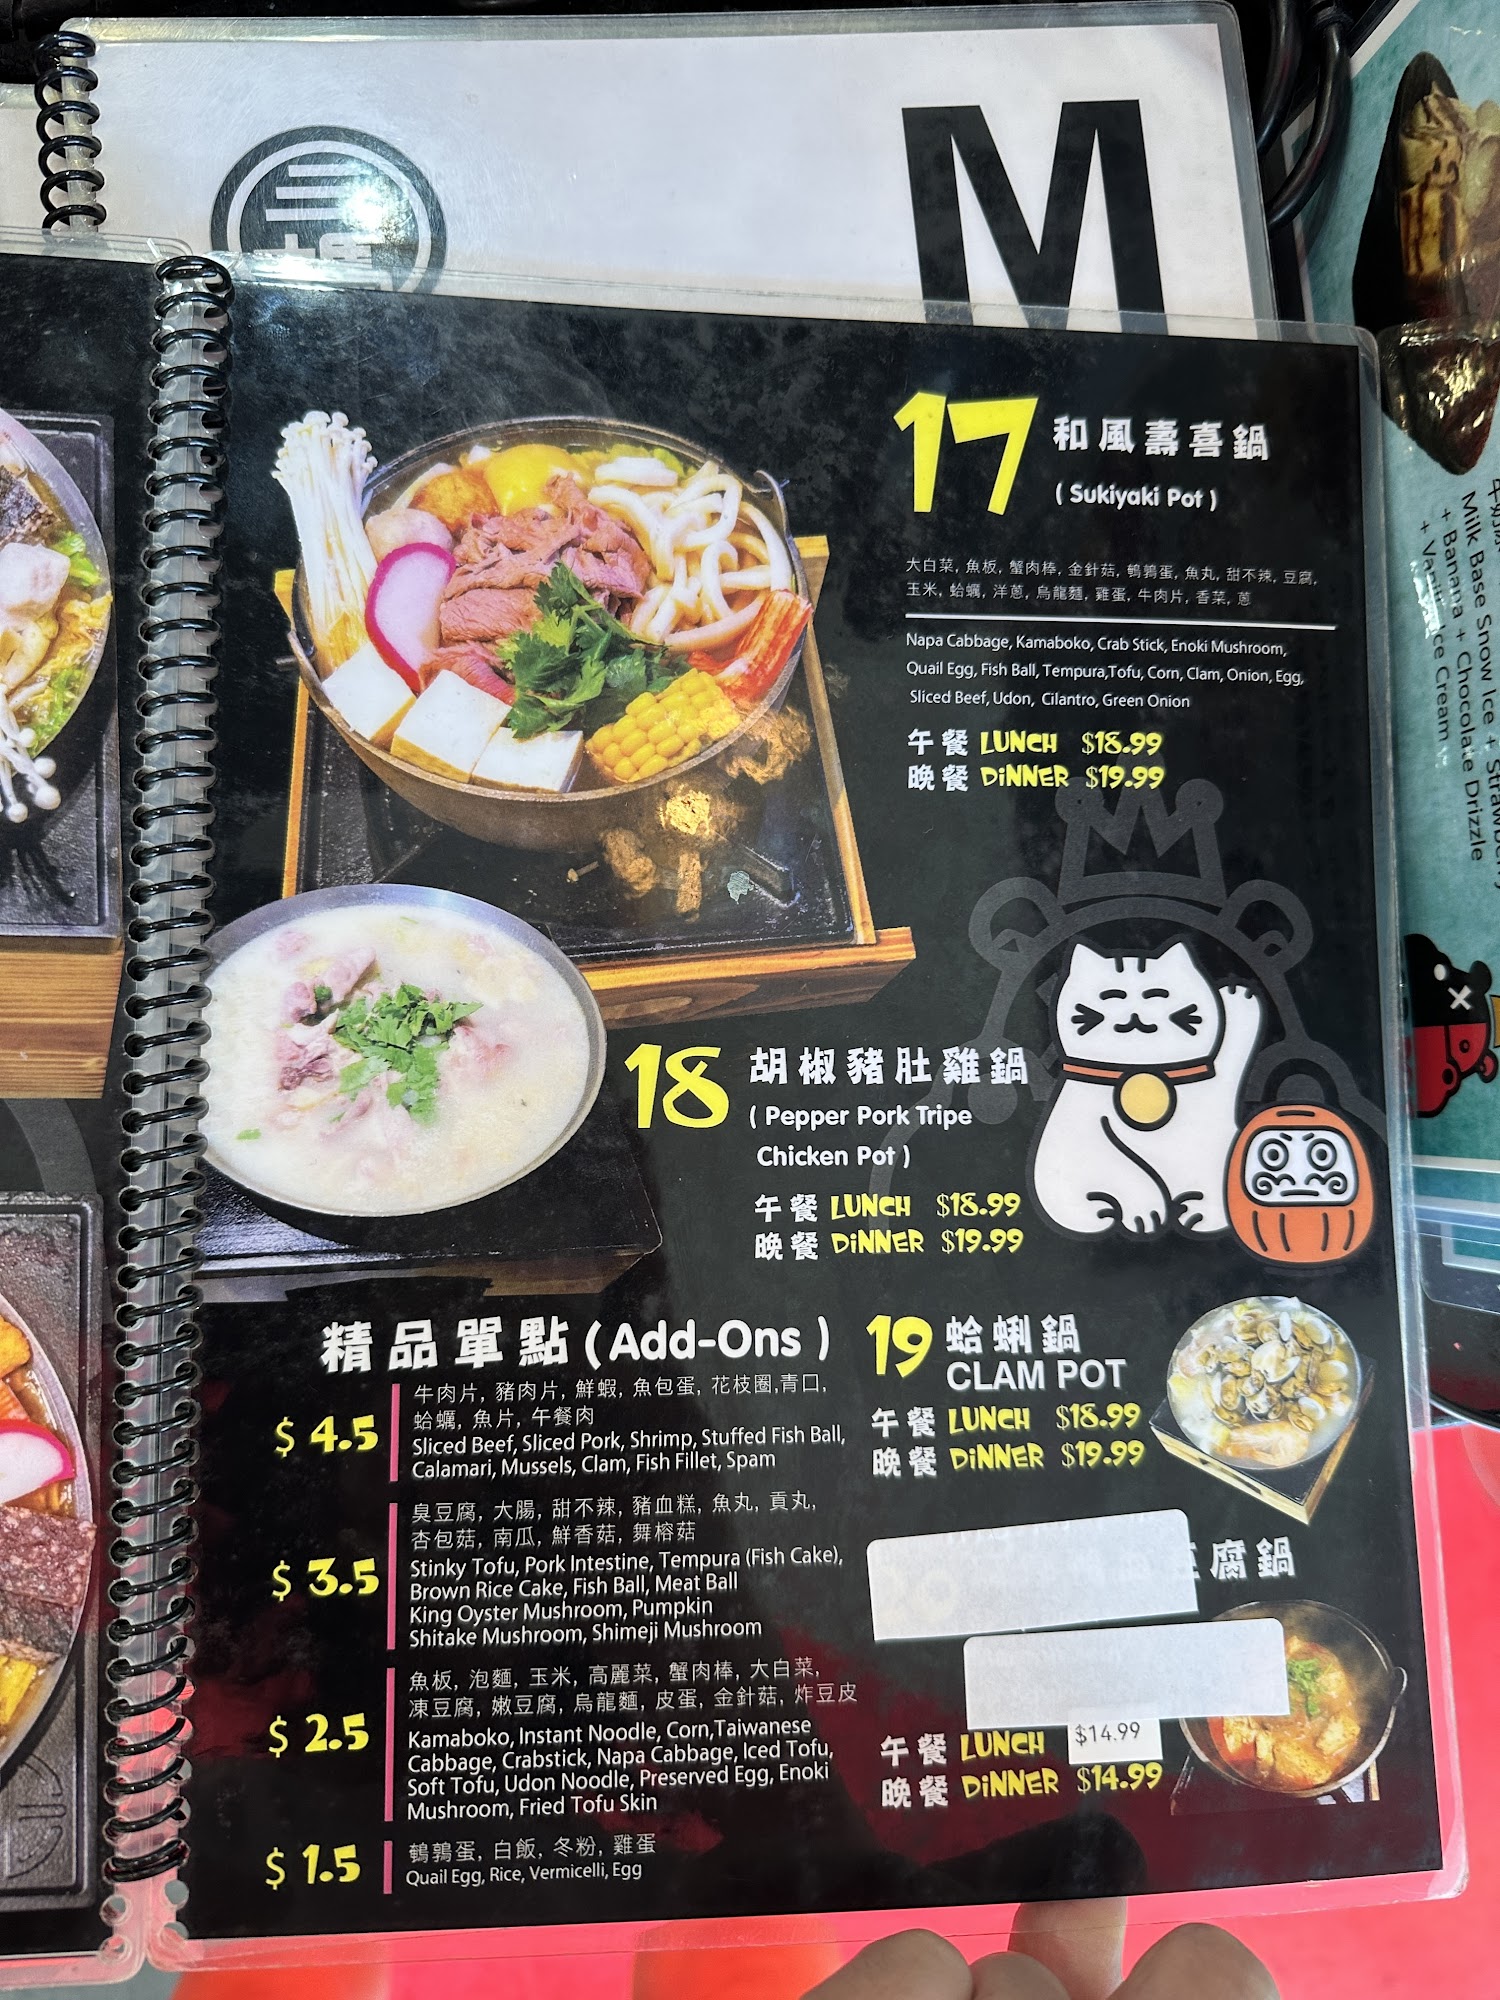 M
17 和風壽喜鍋
( Sukiyaki Pot )
大白菜, 魚板, 蟹肉棒, 金針菇, 鵪鶉蛋, 魚丸, 甜不辣, 豆腐,
玉米, 蛤蠣, 洋蔥, 烏龍麵, 雞蛋, 牛肉片, 香菜, 蔥
Napa Cabbage, Kamaboko, Crab Stick, Enoki Mushroom,
Quail Egg, Fish Ball, Tempura,Tofu, Corn, Clam, Onion, Egg,
Sliced Beef, Udon, Cilantro, Green Onion
午餐 LUNCH $18.99
晚餐 DiNNER $19.99
18 胡椒豬肚雞鍋
( Pepper Pork Tripe
Chicken Pot )
午餐 LUNCH $18.99
晚餐 DiNNER $19.99
精品單點 ( Add-Ons )
$ 4.5
牛肉片, 豬肉片, 鮮蝦, 魚包蛋, 花枝圈,青口,
蛤蠣, 魚片, 午餐肉
Sliced Beef, Sliced Pork, Shrimp, Stuffed Fish Ball,
Calamari, Mussels, Clam, Fish Fillet, Spam
$ 3.5
臭豆腐, 大腸, 甜不辣, 豬血糕, 魚丸, 貢丸,
杏包菇, 南瓜, 鮮香菇, 舞榕菇
Stinky Tofu, Pork Intestine, Tempura (Fish Cake),
Brown Rice Cake, Fish Ball, Meat Ball
King Oyster Mushroom, Pumpkin
Shitake Mushroom, Shimeji Mushroom
$ 2.5
魚板, 泡麵, 玉米, 高麗菜, 蟹肉棒, 大白菜,
凍豆腐, 嫩豆腐, 烏龍麵, 皮蛋, 金針菇, 炸豆皮
Kamaboko, Instant Noodle, Corn,Taiwanese
Cabbage, Crabstick, Napa Cabbage, Iced Tofu,
Soft Tofu, Udon Noodle, Preserved Egg, Enoki
Mushroom, Fried Tofu Skin
$ 1.5
鵪鶉蛋, 白飯, 冬粉, 雞蛋
Quail Egg, Rice, Vermicelli, Egg
19 蛤蜊鍋
CLAM POT
午餐 LUNCH $18.99
晚餐 DiNNER $19.99
腐鍋
午餐 LUNCH $14.99
晚餐 DiNNER $14.99
Milk Base Snow Ice +
+ Banana + Chocolate Drizzle
Ice Cream